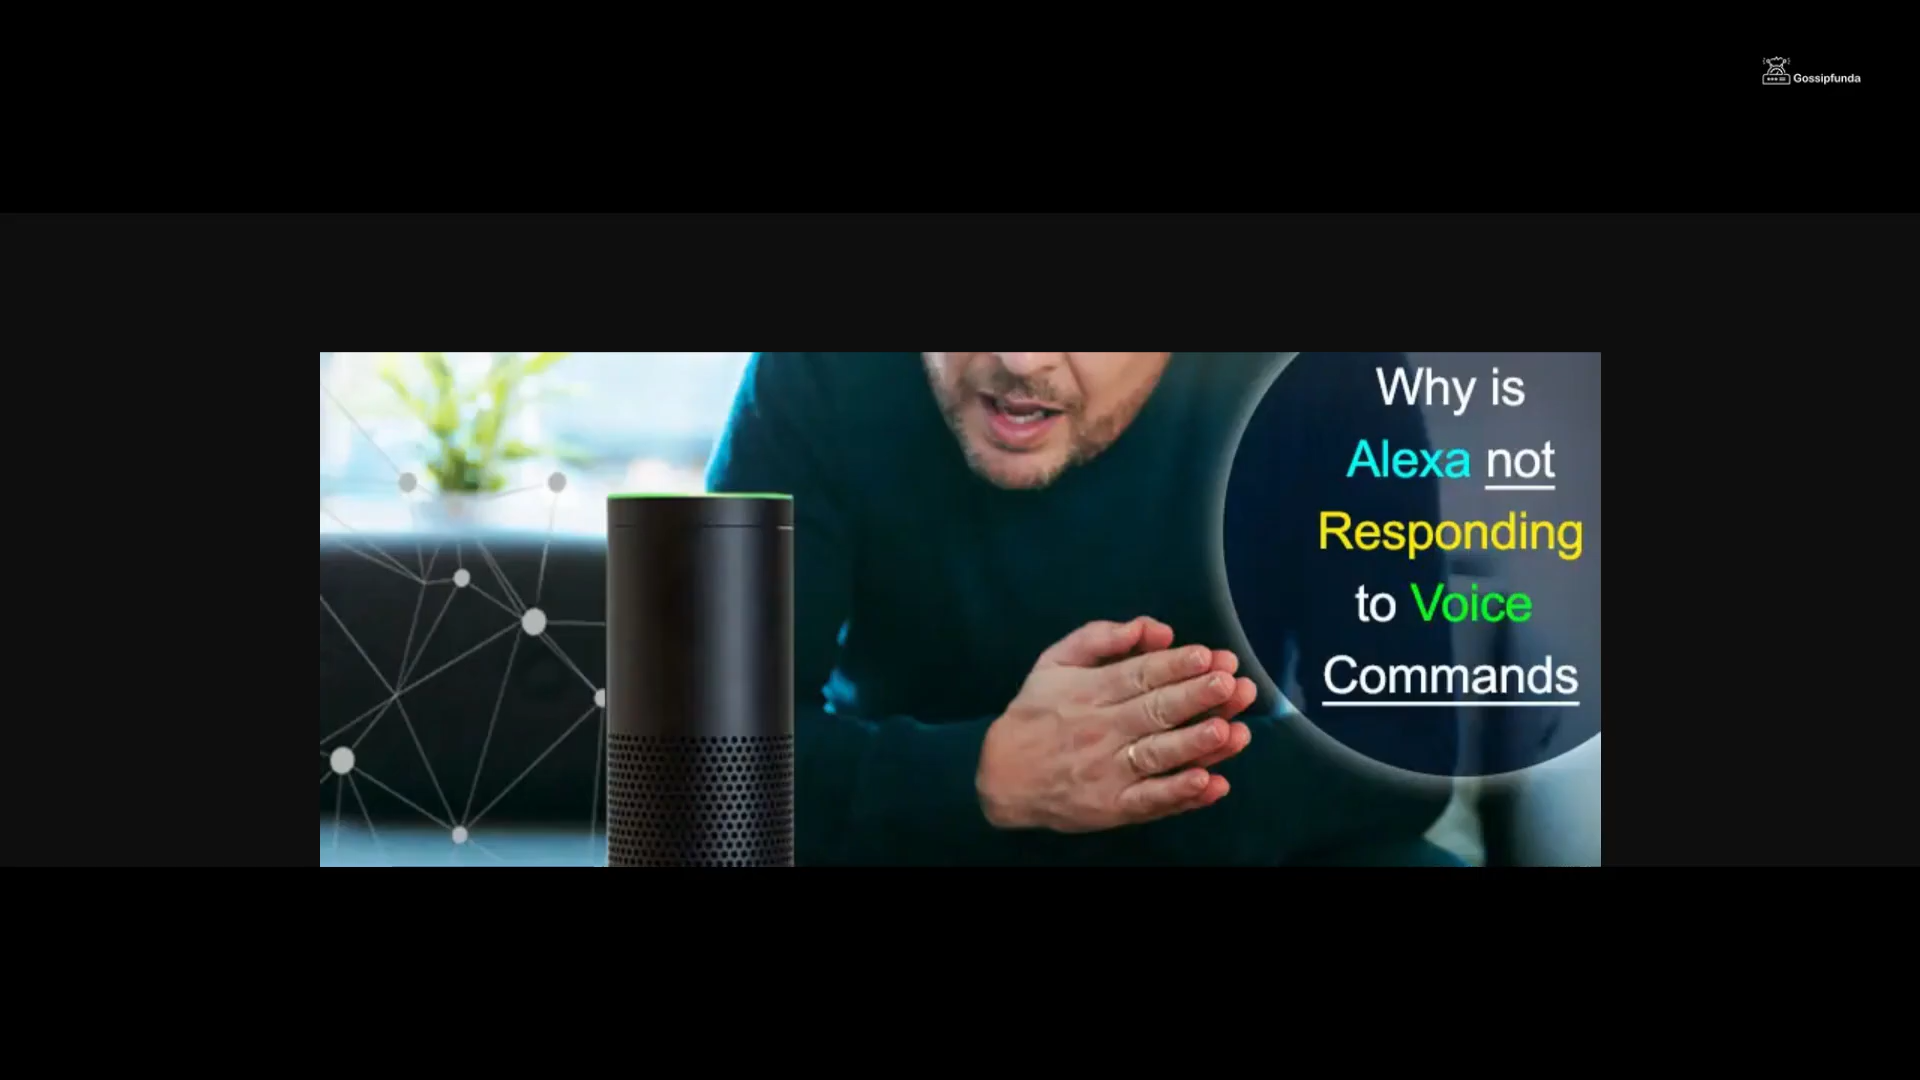 Gossipfunda
Why is
Alexa not
Responding
to Voice
Commands